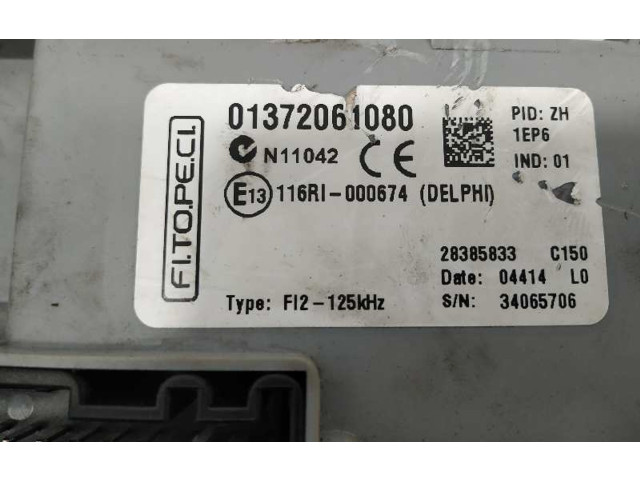 FI.TO.PE.CI.
01372061080
N11042 CE
E13 116RI-000674 (DELPHI)
PID: ZH
1EP6
IND: 01
28385833 C150
Date: 04414 L0
Type: FI2-125kHz
S/N: 34065706